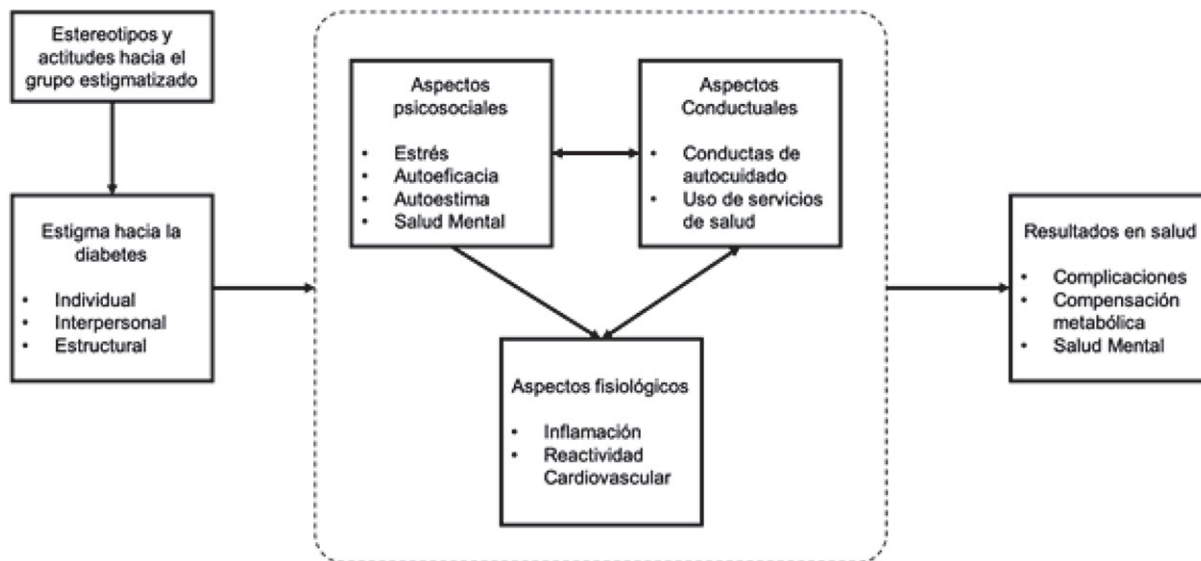 Estereotipos y
actitudes hacia el
grupo estigmatizado
Estigma hacia la
diabetes
• Individual
• Interpersonal
• Estructural
Aspectos
psicosociales
• Estrés
• Autoeficacia
• Autoestima
• Salud Mental
Aspectos
Conductuales
• Conductas de
autocuidado
• Uso de servicios
de salud
Aspectos fisiológicos
• Inflamación
• Reactividad
Cardiovascular
Resultados en salud
• Complicaciones
• Compensación
metabólica
• Salud Mental